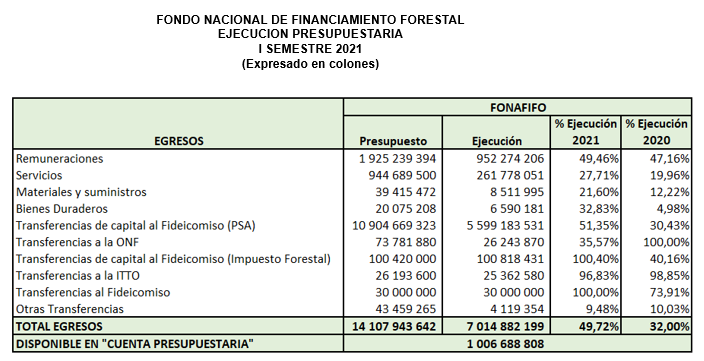 FONDO NACIONAL DE FINANCIAMIENTO FORESTAL
EJECUCION PRESUPUESTARIA
I SEMESTRE 2021
(Expresado en colones)
FONAFIFO
EGRESOS Presupuesto Ejecución % Ejecución 2021 % Ejecución 2020
Remuneraciones 1 925 239 394 952 274 206 49,46% 47,16%
Servicios 944 689 500 261 778 051 27,71% 19,96%
Materiales y suministros 39 415 472 8 511 995 21,60% 12,22%
Bienes Duraderos 20 075 208 6 590 181 32,83% 4,98%
Transferencias de capital al Fideicomiso (PSA) 10 904 669 323 5 599 183 531 51,35% 30,43%
Transferencias a la ONF 73 781 880 26 243 870 35,57% 100,00%
Transferencias de capital al Fideicomiso (Impuesto Forestal) 100 420 000 100 818 431 100,40% 40,16%
Transferencias a la ITTO 26 193 600 25 362 580 96,83% 98,85%
Transferencias al Fideicomiso 30 000 000 30 000 000 100,00% 73,91%
Otras Transferencias 43 459 265 4 119 354 9,48% 10,03%
TOTAL EGRESOS 14 107 943 642 7 014 882 199 49,72% 32,00%
DISPONIBLE EN "CUENTA PRESUPUESTARIA" 1 006 688 808